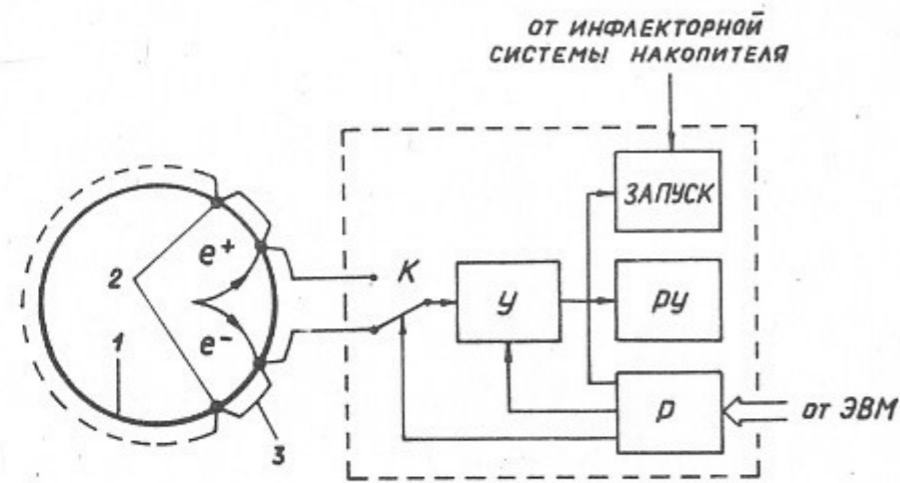 ОТ ИНФЛЕКТОРНОЙ
СИСТЕМЫ НАКОПИТЕЛЯ
ЗАПУСК
e+
К
2
У
РУ
1
e-
Р
ОТ ЭВМ
3